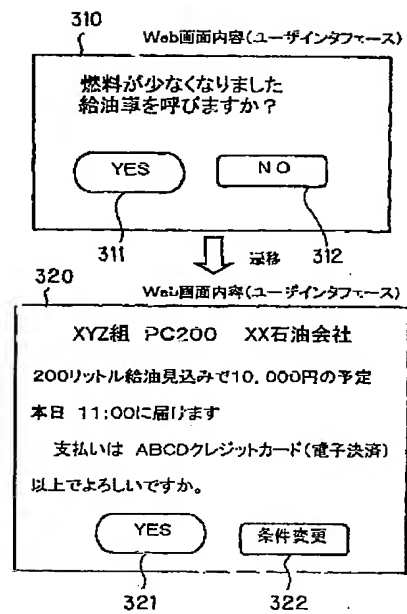 310
Web画面内容(ユーザインタフェース)
燃料が少なくなりました
給油車を呼びますか?
YES
NO
311
遷移
312
320
Web画面内容(ユーザインタフェース)
XYZ組 PC200 XX石油会社
200リットル給油見込みで10,000円の予定
本日 11:00に届けます
支払いは ABCDクレジットカード(電子決済)
以上でよろしいですか。
YES
条件変更
321
322